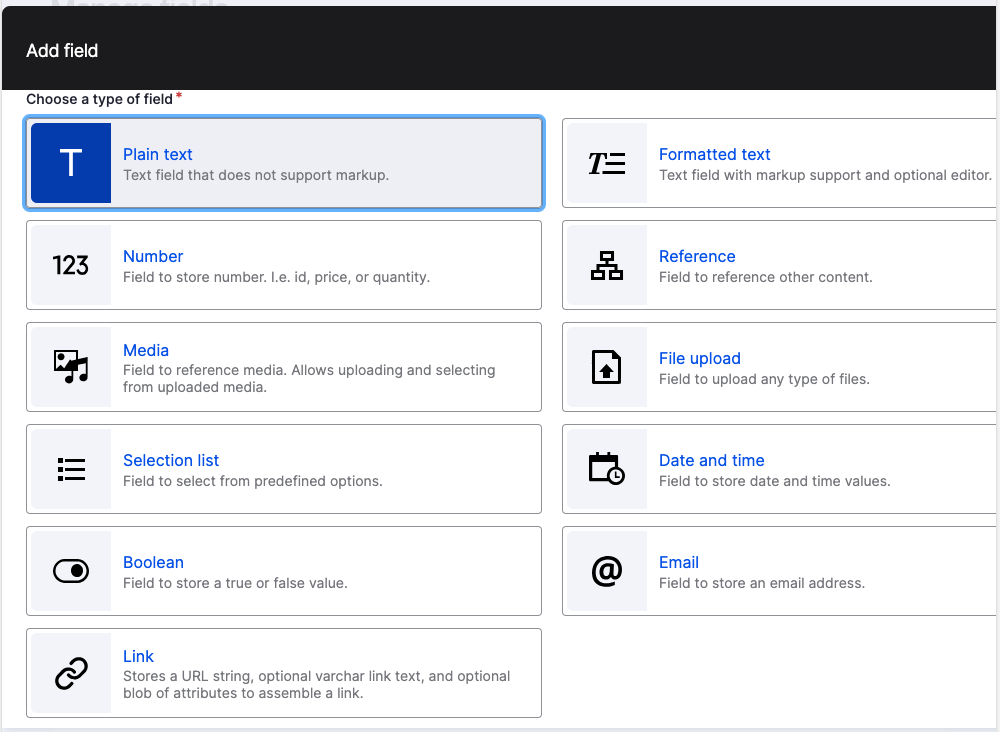 Manage fields
Add field
Choose a type of field *
T
Plain text
Text field that does not support markup.
Formatted text
Text field with markup support and optional editor.
123
Number
Field to store number. I.e. id, price, or quantity.
Reference
Field to reference other content.
Media
Field to reference media. Allows uploading and selecting
from uploaded media.
File upload
Field to upload any type of files.
Selection list
Field to select from predefined options.
Date and time
Field to store date and time values.
Boolean
Field to store a true or false value.
@
Email
Field to store an email address.
Link
Stores a URL string, optional varchar link text, and optional
blob of attributes to assemble a link.